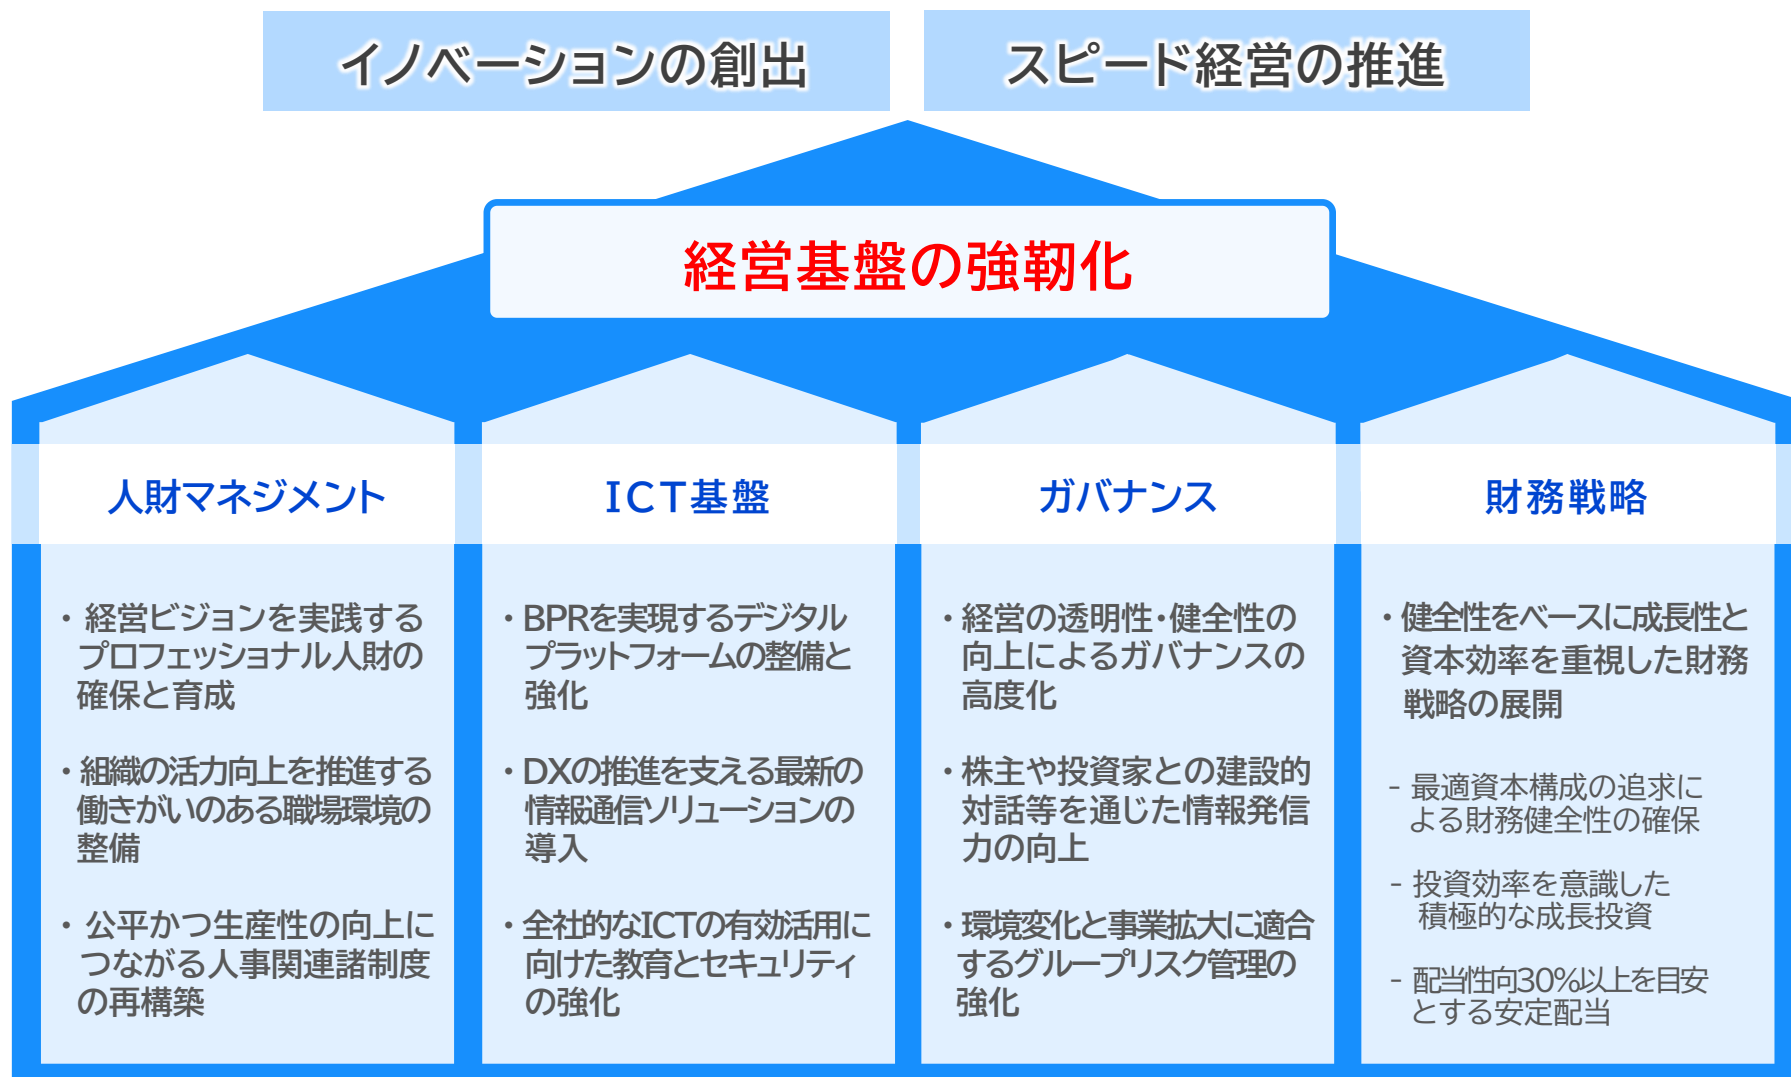 イノベーションの創出
スピード経営の推進
経営基盤の強靭化
人財マネジメント
・ 経営ビジョンを実践する
プロフェッショナル人財の
確保と育成
・組織の活力向上を推進する
働きがいのある職場環境の
整備
・ 公平かつ生産性の向上に
つながる人事関連諸制度
の再構築
ICT基盤
・BPRを実現するデジタル
プラットフォームの整備と
強化
・DXの推進を支える最新の
情報通信ソリューションの
導入
・全社的なICTの有効活用に
向けた教育とセキュリティ
の強化
ガバナンス
・経営の透明性・健全性の
向上によるガバナンスの
高度化
・株主や投資家との建設的
対話等を通じた情報発信
力の向上
・環境変化と事業拡大に適合
するグループリスク管理の
強化
財務戦略
・健全性をベースに成長性と
資本効率を重視した財務
戦略の展開
- 最適資本構成の追求に
よる財務健全性の確保
- 投資効率を意識した
積極的な成長投資
- 配当性向30%以上を目安
とする安定配当